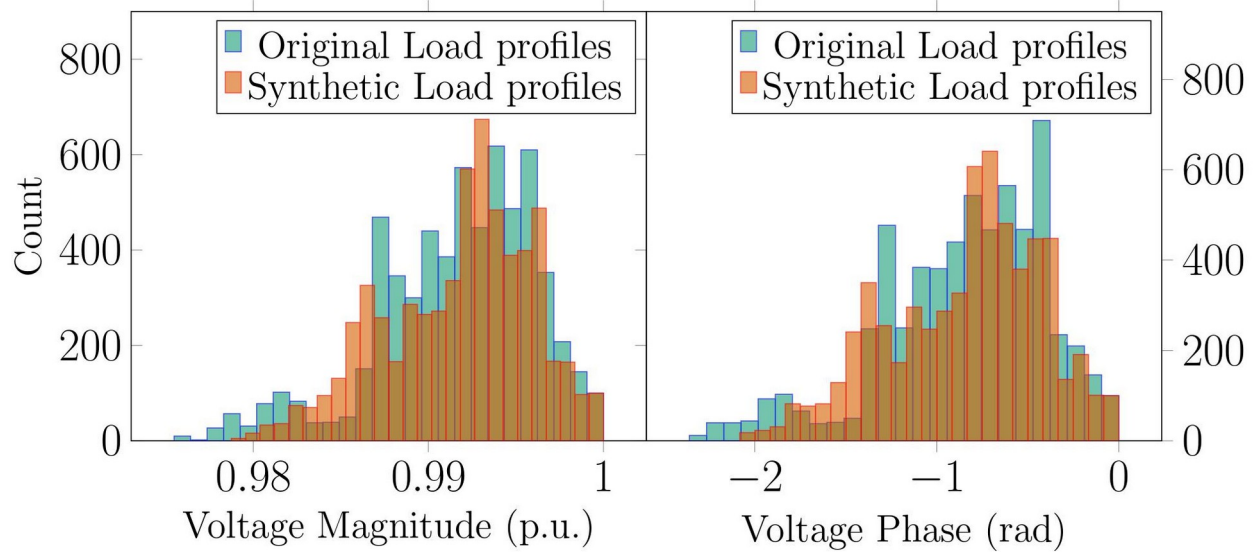 Original Load profiles
Synthetic Load profiles
800
600
400
200
0
Count
0.98 0.99 1
Voltage Magnitude (p.u.)
Original Load profiles
Synthetic Load profiles
800
600
400
200
0
−2 −1 0
Voltage Phase (rad)